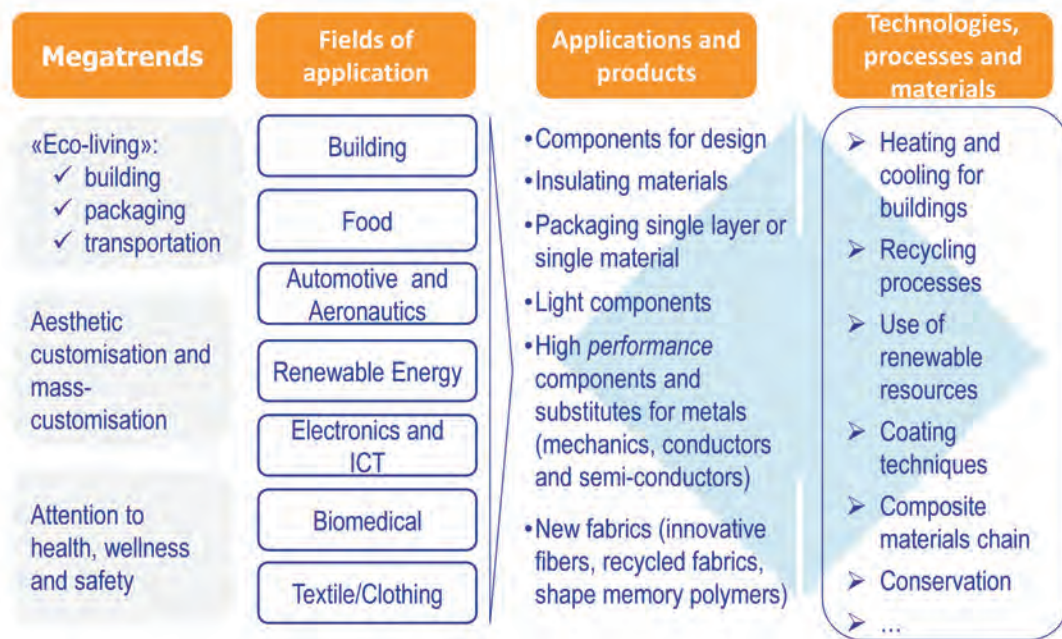 Megatrends
«Eco-living»:
✓ building
✓ packaging
✓ transportation
Aesthetic
customisation and
mass-
customisation
Attention to
health, wellness
and safety
Fields of
application
Building
Food
Automotive and
Aeronautics
Renewable Energy
Electronics and
ICT
Biomedical
Textile/Clothing
Applications and
products
•Components for design
•Insulating materials
•Packaging single layer or
single material
•Light components
•High performance
components and
substitutes for metals
(mechanics, conductors
and semi-conductors)
•New fabrics (innovative
fibers, recycled fabrics,
shape memory polymers)
Technologies,
processes and
materials
➢ Heating and
cooling for
buildings
➢ Recycling
processes
➢ Use of
renewable
resources
➢ Coating
techniques
➢ Composite
materials chain
➢ Conservation
➢ ...